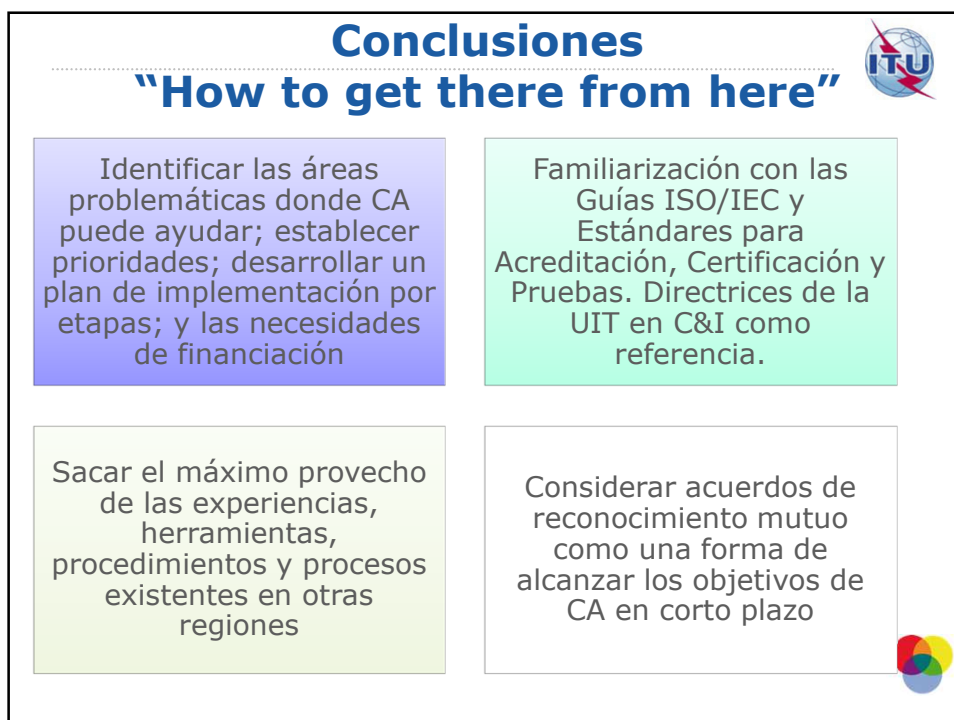 Conclusiones
“How to get there from here”
ITU
Identificar las áreas
problemáticas donde CA
puede ayudar; establecer
prioridades; desarrollar un
plan de implementación por
etapas; y las necesidades
de financiación
Familiarización con las
Guías ISO/IEC y
Estándares para
Acreditación, Certificación y
Pruebas. Directrices de la
UIT en C&I como
referencia.
Sacar el máximo provecho
de las experiencias,
herramientas,
procedimientos y procesos
existentes en otras
regiones
Considerar acuerdos de
reconocimiento mutuo
como una forma de
alcanzar los objetivos de
CA en corto plazo